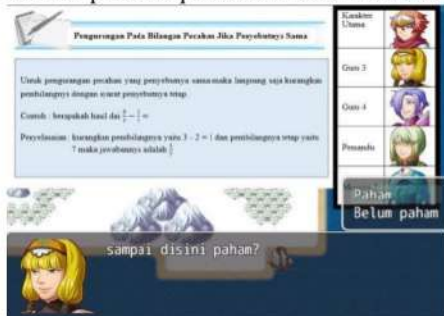 Pengurangan Pada Bilangan Pecahan Jika Penyebutnya Sama
Untuk pengurangan pecahan yang penyebutnya sama maka langsung saja kurangkan
pembilangnya dengan syarat penyebutnya tetap.
Contoh : berapakah hasil dari
Penyelesaian : kurangkan pembilangnya yaitu 3 - 2 = 1 dan pembilangnya tetap yaitu
7 maka jawabannya adalah
Karakter
Utama
Guru 3
Guru 4
Pemandu
Paham
Belum paham
sampai disini paham?